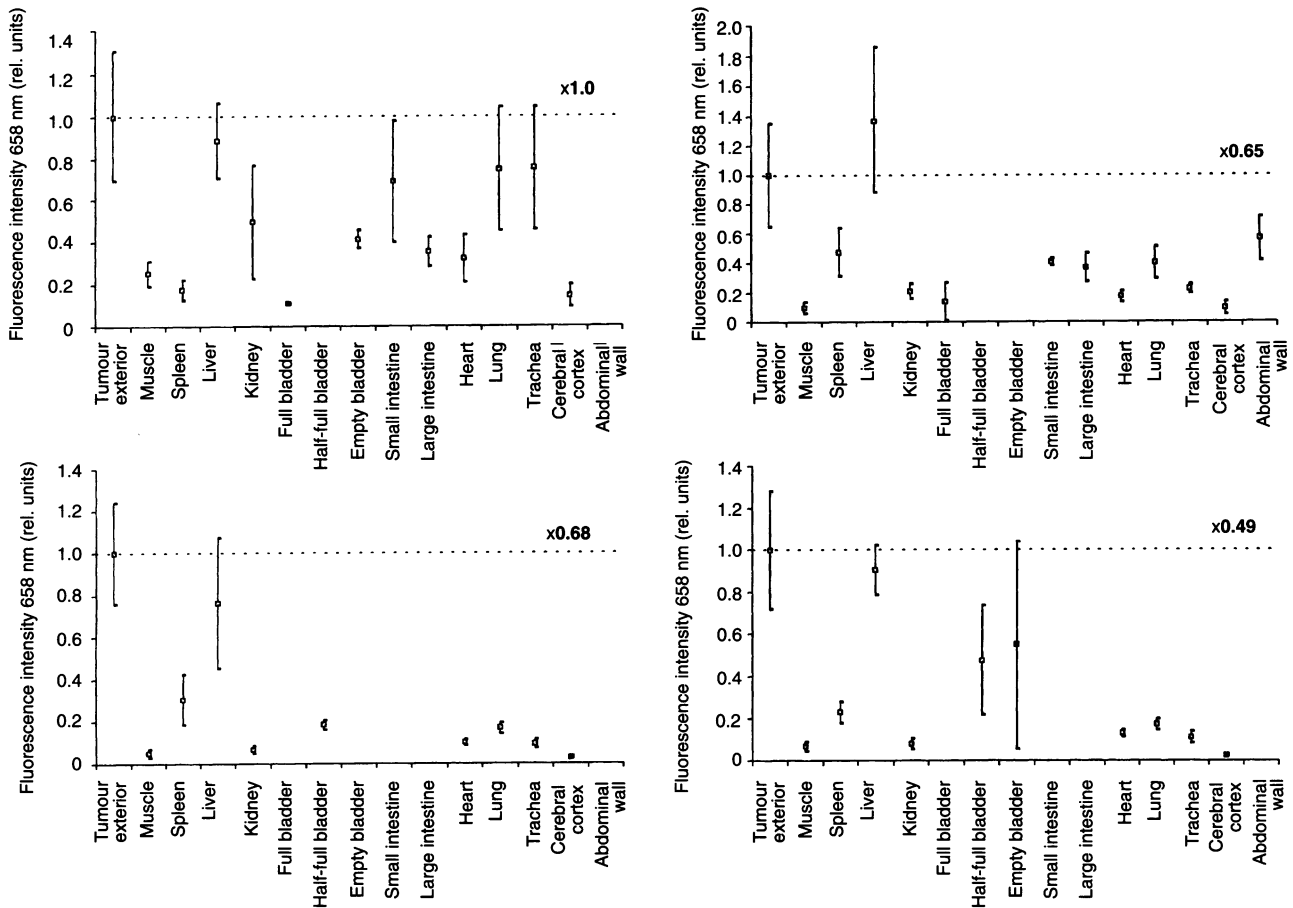 Fluorescence intensity 658 nm (rel. units)
1.4
1.2
1.0
0.8
0.6
0.4
0.2
0
x1.0
Tumour
exterior
Muscle
Spleen
Liver
Kidney
Full bladder
Half-full bladder
Empty bladder
Small intestine
Large intestine
Heart
Lung
Trachea
Cerebral
cortex
Abdominal
wall
Fluorescence intensity 658 nm (rel. units)
2.0
1.8
1.6
1.4
1.2
1.0
0.8
0.6
0.4
0.2
0
x0.65
Tumour
exterior
Muscle
Spleen
Liver
Kidney
Full bladder
Half-full bladder
Empty bladder
Small intestine
Large intestine
Heart
Lung
Trachea
Cerebral
cortex
Abdominal
wall
Fluorescence intensity 658 nm (rel. units)
1.4
1.2
1.0
0.8
0.6
0.4
0.2
0
x0.68
Tumour
exterior
Muscle
Spleen
Liver
Kidney
Full bladder
Half-full bladder
Empty bladder
Small intestine
Large intestine
Heart
Lung
Trachea
Cerebral
cortex
Abdominal
wall
Fluorescence intensity 658 nm (rel. units)
1.4
1.2
1.0
0.8
0.6
0.4
0.2
0
x0.49
Tumour
exterior
Muscle
Spleen
Liver
Kidney
Full bladder
Half-full bladder
Empty bladder
Small intestine
Large intestine
Heart
Lung
Trachea
Cerebral
cortex
Abdominal
wall